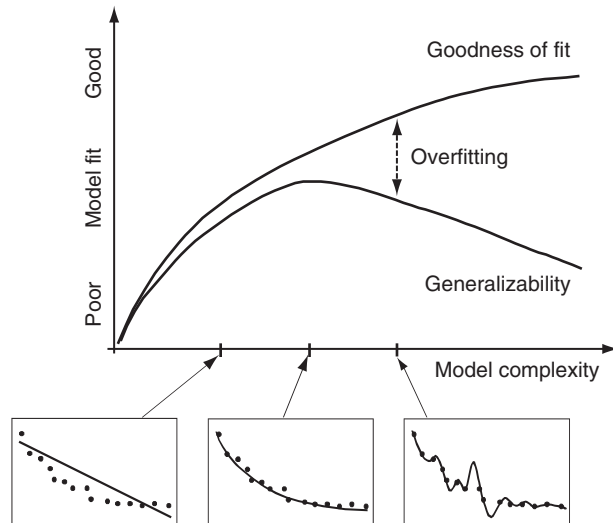 Goodness of fit
Overfitting
Generalizability
Good
Model fit
Poor
Model complexity